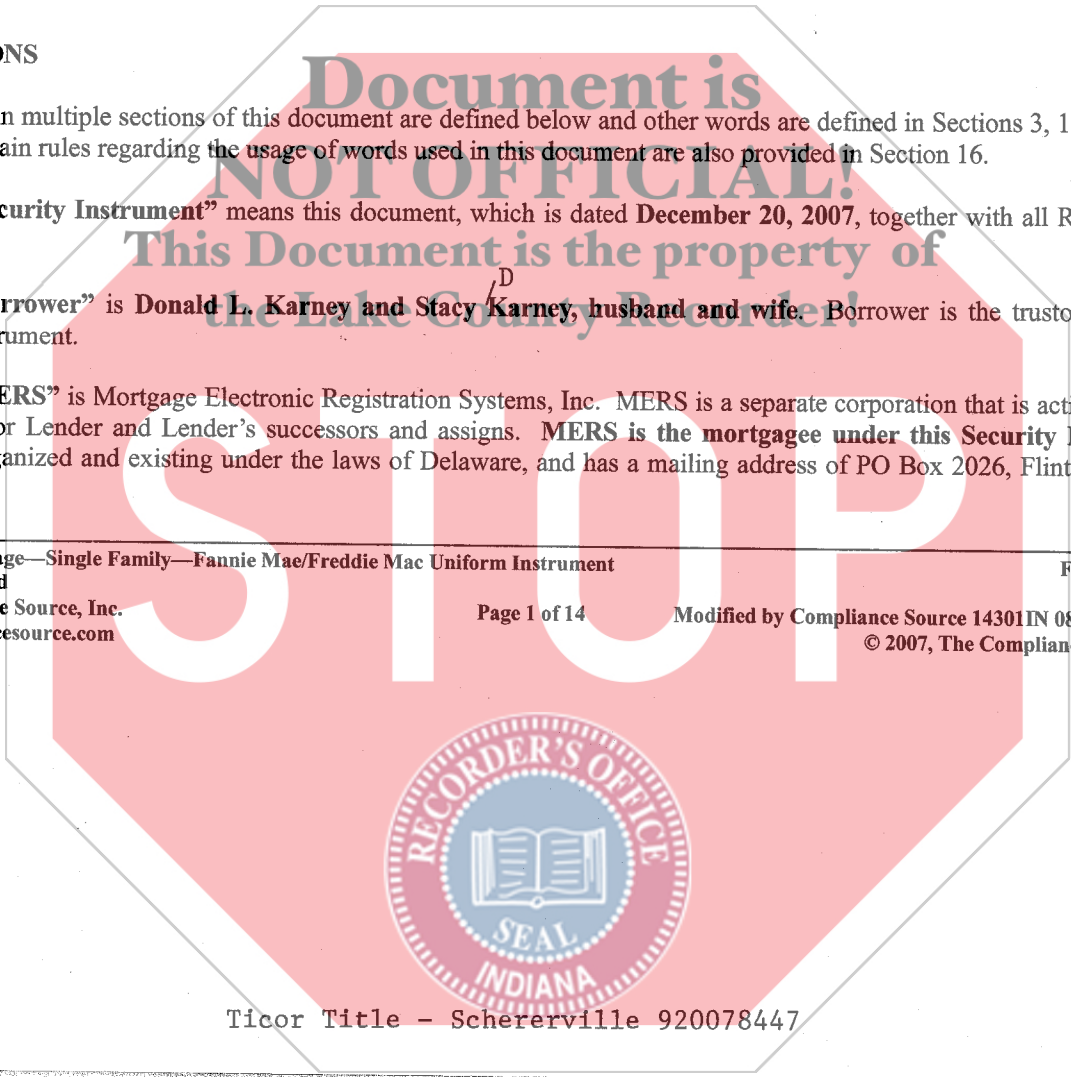 ONS
Document is
n multiple sections of this document are defined below and other words are defined in Sections 3, 1
ain rules regarding the usage of words used in this document are also provided in Section 16.
NOT OFFICIAL!
curity Instrument” means this document, which is dated December 20, 2007, together with all R
This Document is the property of
D
rrower” is Donald L. Karney and Stacy / Karney, husband and wife. Borrower is the trusto
the Lake County Recorder!
rument.
ERS” is Mortgage Electronic Registration Systems, Inc. MERS is a separate corporation that is acti
or Lender and Lender’s successors and assigns. MERS is the mortgagee under this Security I
ganized and existing under the laws of Delaware, and has a mailing address of PO Box 2026, Flint
STOP
age—Single Family—Fannie Mae/Freddie Mac Uniform Instrument F
d
e Source, Inc. Page 1 of 14 Modified by Compliance Source 14301IN 08
cesource.com © 2007, The Complian
RECORDER'S OFFICE
SEAL
INDIANA
Ticor Title - Schererville 920078447